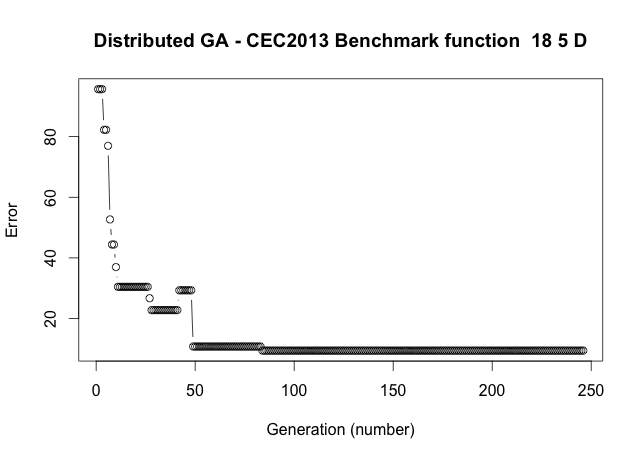 Distributed GA - CEC2013 Benchmark function  18 5 D
Error
80
60
40
20
0 50 100 150 200 250
Generation (number)